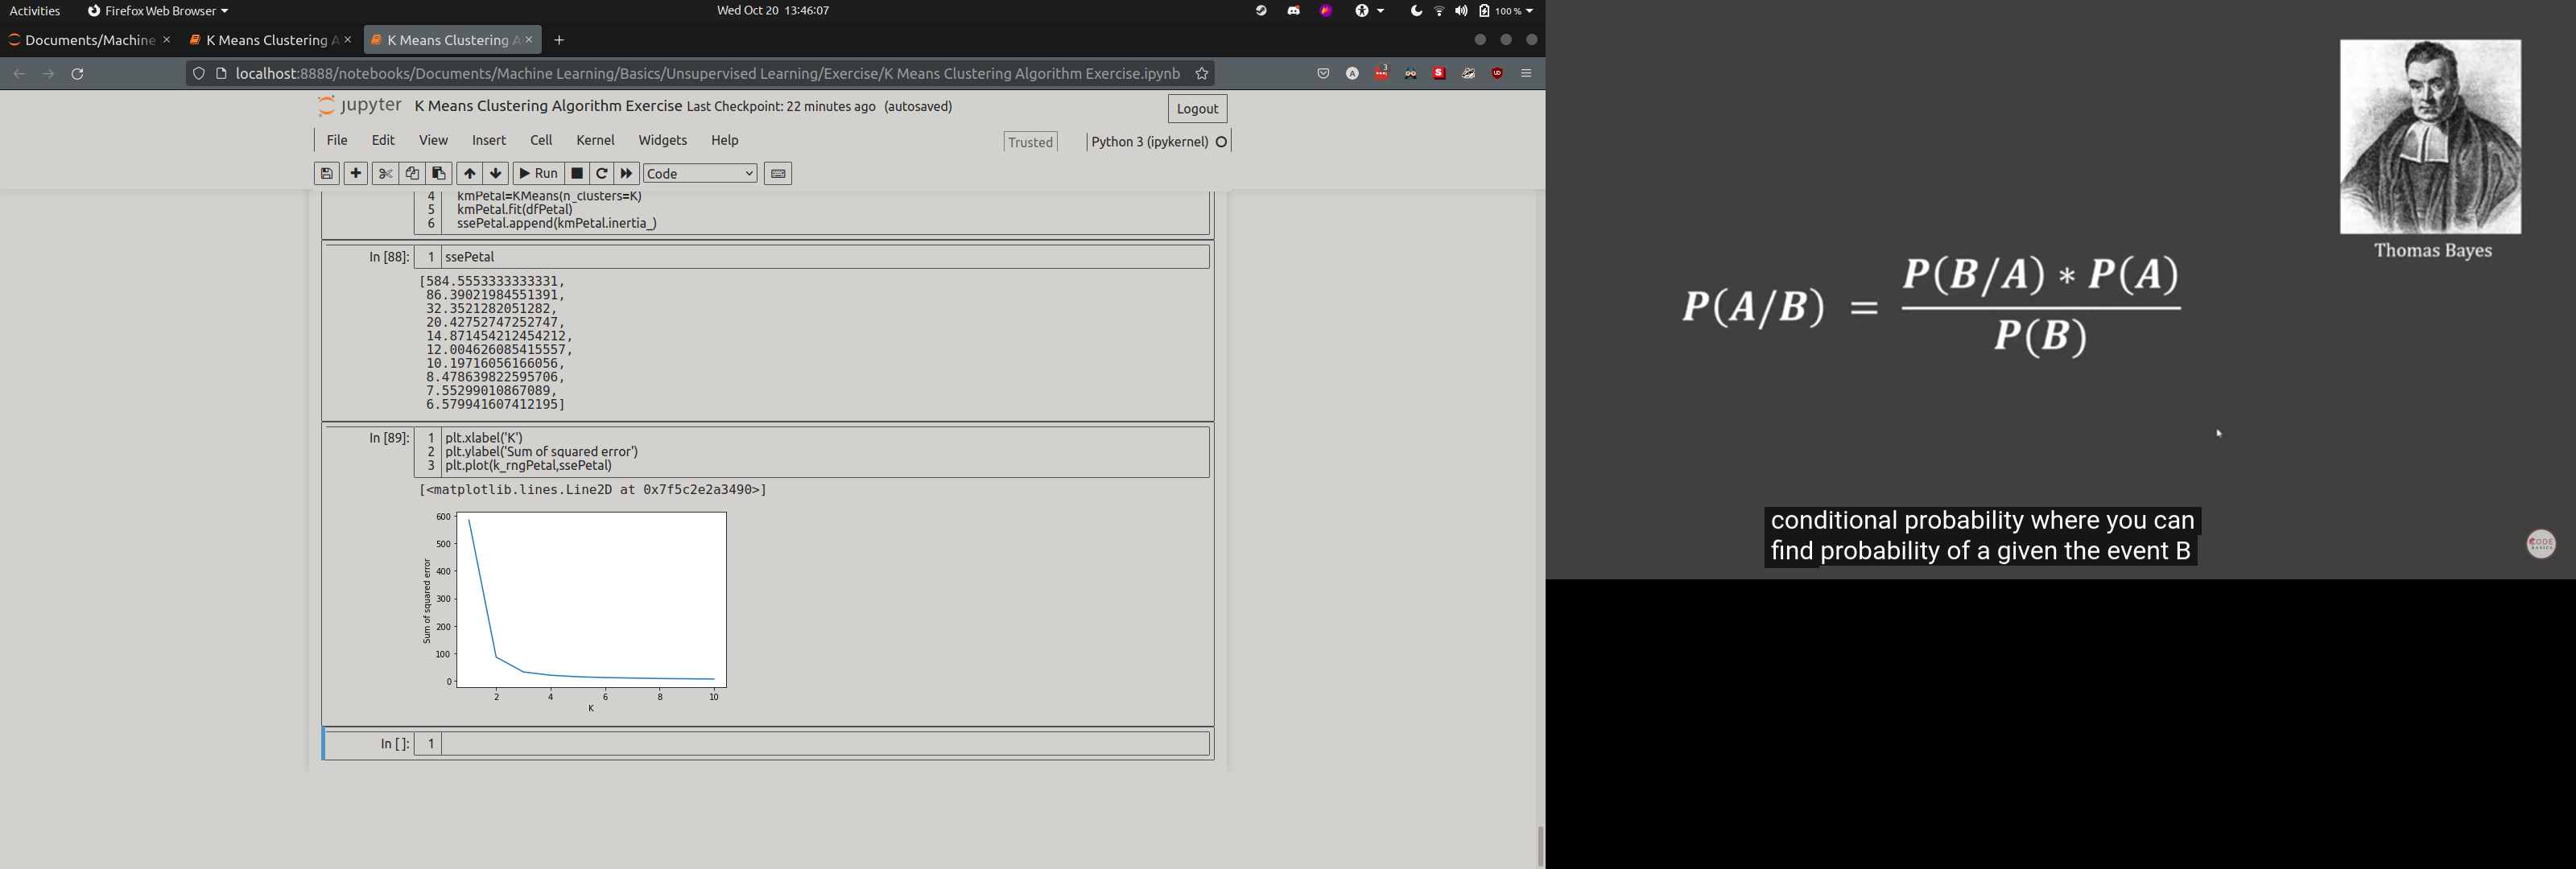 Activities Firefox Web Browser Wed Oct 20 13:46:07 100 %
Documents/Machine × K Means Clustering A × K Means Clustering A × +
localhost:8888/notebooks/Documents/Machine Learning/Basics/Unsupervised Learning/Exercise/K Means Clustering Algorithm Exercise.ipynb A 3 S
jupyter K Means Clustering Algorithm Exercise Last Checkpoint: 22 minutes ago (autosaved) Logout
File Edit View Insert Cell Kernel Widgets Help Trusted Python 3 (ipykernel)
Run Code
4 kmPetal=KMeans(n_clusters=K)
5 kmPetal.fit(dfPetal)
6 ssePetal.append(kmPetal.inertia_)
In [88]: 1 ssePetal
[584.5553333333331,
86.39021984551391,
32.3521282051282,
20.42752747252747,
14.871454212454212,
12.004626085415557,
10.19716056166056,
8.478639822595706,
7.55299010867089,
6.579941607412195]
In [89]: 1 plt.xlabel('K')
2 plt.ylabel('Sum of squared error')
3 plt.plot(k_rngPetal,ssePetal)
[<matplotlib.lines.Line2D at 0x7f5c2e2a3490>]
600
500
400
300
200
100
0
Sum of squared error
2 4 6 8 10
K
In [ ]: 1
Thomas Bayes
P(A/B) = P(B/A) * P(A)
P(B)
conditional probability where you can
find probability of a given the event B
CODE
BASICS